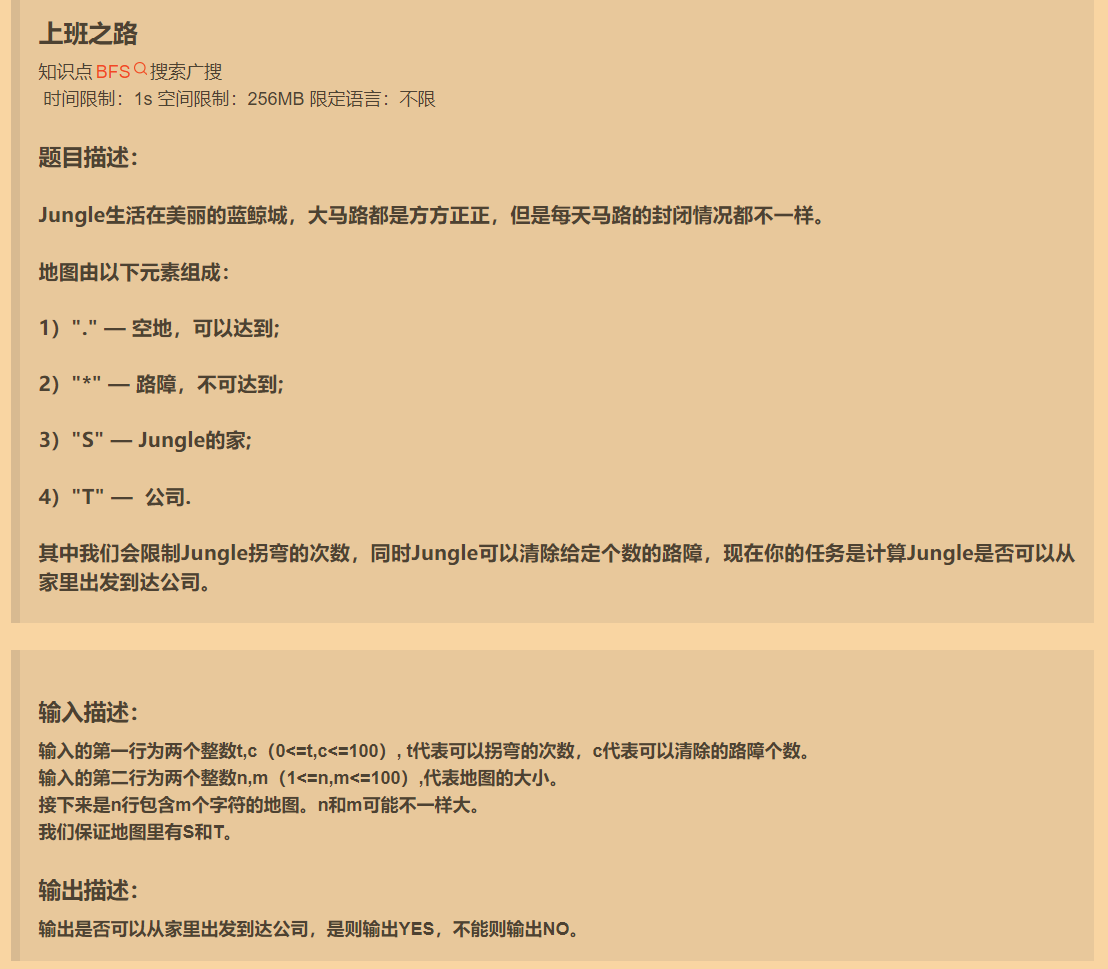 上班之路
知识点BFS搜索广搜
时间限制：1s 空间限制：256MB 限定语言：不限
题目描述：
Jungle生活在美丽的蓝鲸城，大马路都是方方正正，但是每天马路的封闭情况都不一样。
地图由以下元素组成：
1）"." — 空地，可以达到;
2）"*" — 路障，不可达到;
3）"S" — Jungle的家;
4）"T" — 公司.
其中我们会限制Jungle拐弯的次数，同时Jungle可以清除给定个数的路障，现在你的任务是计算Jungle是否可以从
家里出发到达公司。
输入描述：
输入的第一行为两个整数t,c（0<=t,c<=100）, t代表可以拐弯的次数，c代表可以清除的路障个数。
输入的第二行为两个整数n,m（1<=n,m<=100）,代表地图的大小。
接下来是n行包含m个字符的地图。n和m可能不一样大。
我们保证地图里有S和T。
输出描述：
输出是否可以从家里出发到达公司，是则输出YES，不能则输出NO。